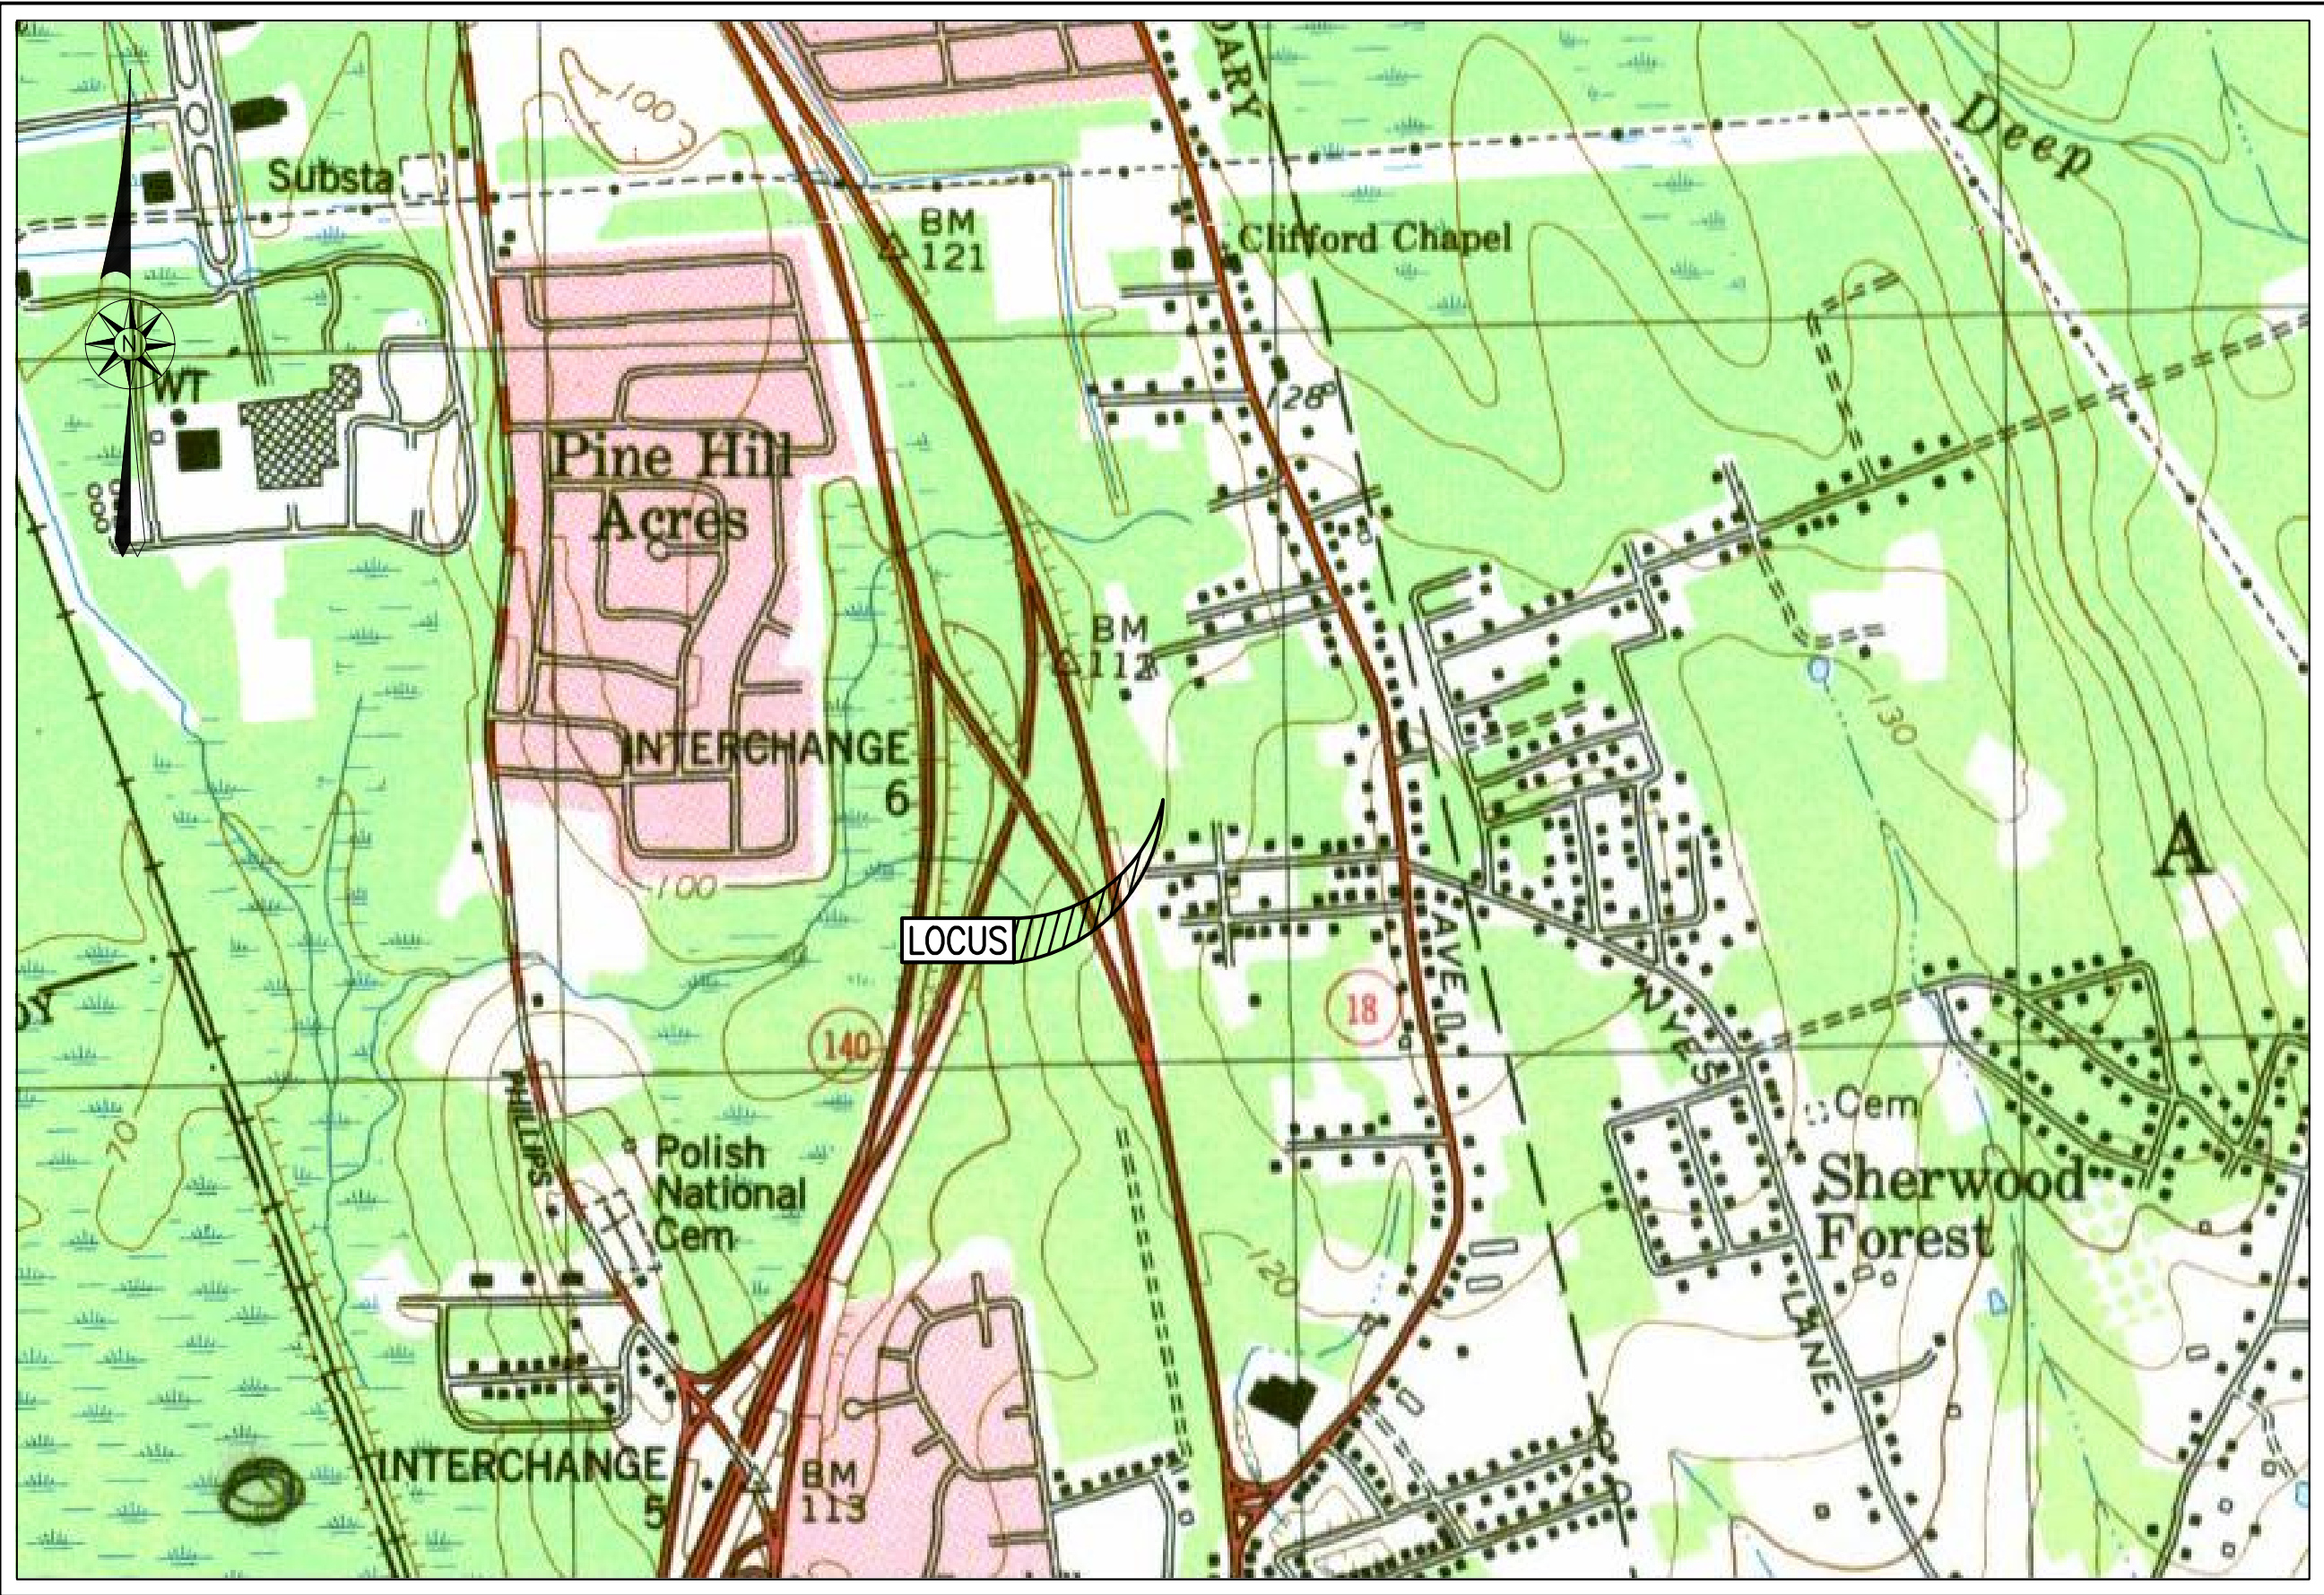 100
DARY
Deep
Substa
BM
121
Clifford Chapel
N
WT
128
Pine Hill
Acres
BM
112
130
INTERCHANGE
6
A
100
LOCUS
AVE
18
140
NYES
PHILLIPS
Cem
70
Polish
National
Cem
Sherwood
Forest
120
LANE
INTERCHANGE
5
BM
113